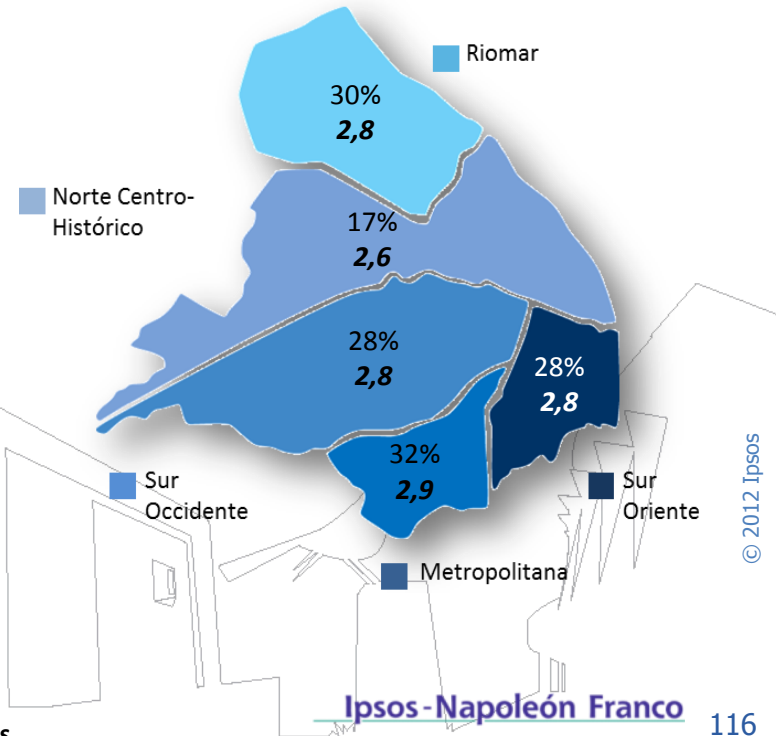 Riomar
30%
2,8
Norte Centro-
Histórico
17%
2,6
28%
2,8
28%
2,8
32%
2,9
Sur
Occidente
Sur
Oriente
Metropolitana
© 2012 Ipsos
Ipsos-Napoleón Franco
116